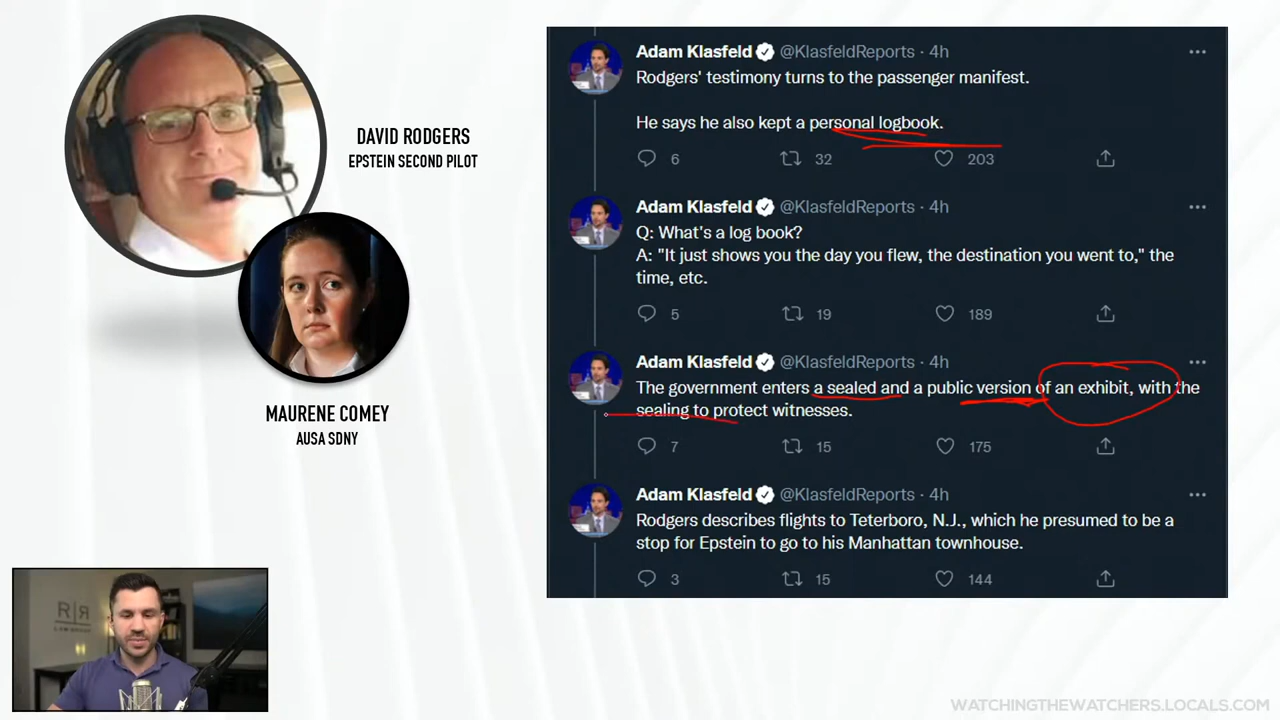 DAVID RODGERS
EPSTEIN SECOND PILOT
MAURENE COMEY
AUSA SDNY
Adam Klasfeld @KlasfeldReports · 4h
Rodgers' testimony turns to the passenger manifest.
He says he also kept a personal logbook.
6 32 203
Adam Klasfeld @KlasfeldReports · 4h
Q: What's a log book?
A: "It just shows you the day you flew, the destination you went to," the
time, etc.
5 19 189
Adam Klasfeld @KlasfeldReports · 4h
The government enters a sealed and a public version of an exhibit, with the
sealing to protect witnesses.
7 15 175
Adam Klasfeld @KlasfeldReports · 4h
Rodgers describes flights to Teterboro, N.J., which he presumed to be a
stop for Epstein to go to his Manhattan townhouse.
3 15 144
R|R
LAW GROUP
WATCHINGTHEWATCHERS.LOCALS.COM